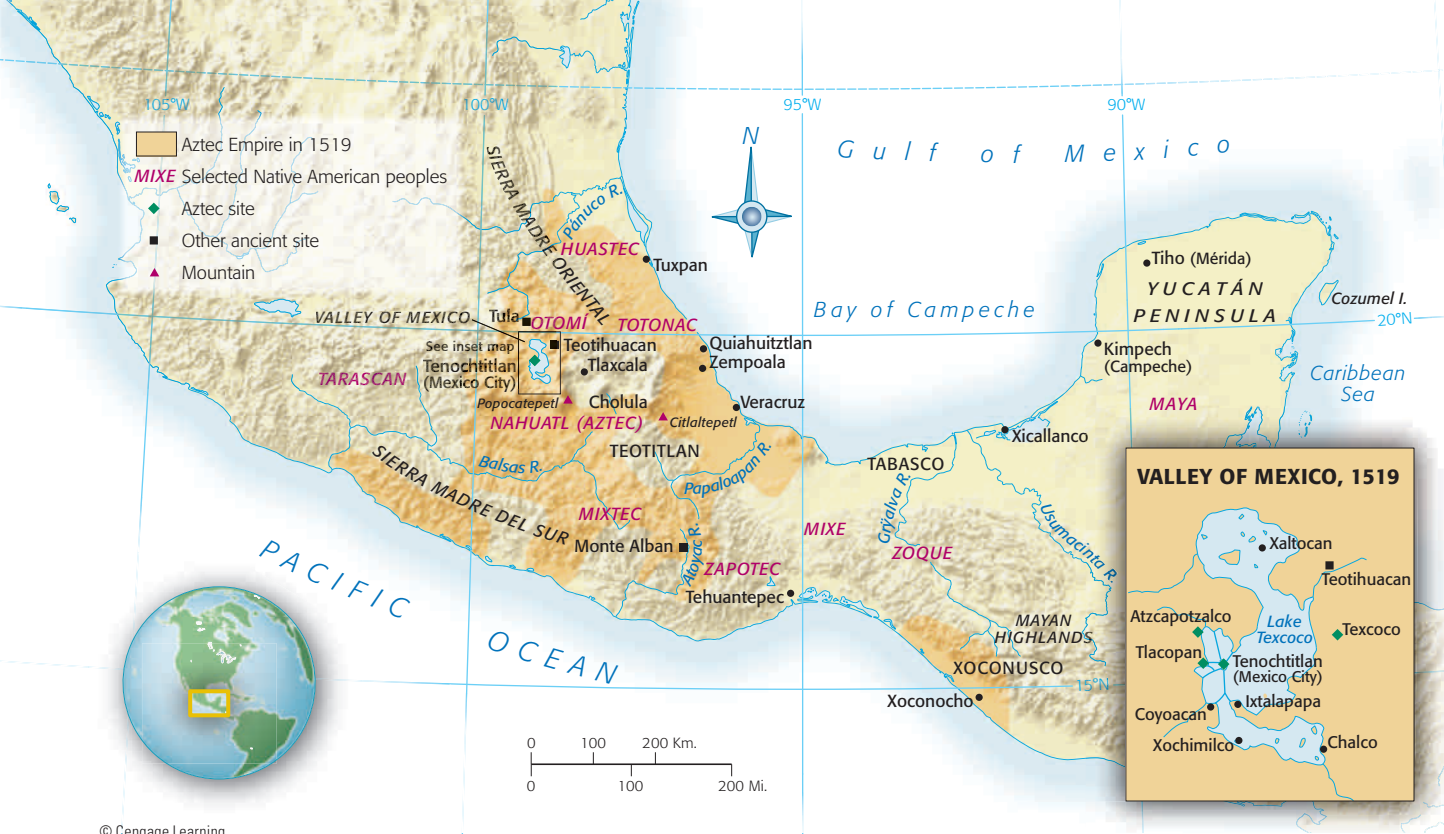 105°W
100°W
95°W
90°W
Aztec Empire in 1519
MIXE Selected Native American peoples
Aztec site
Other ancient site
Mountain
N
Gulf of Mexico
SIERRA MADRE ORIENTAL
Pánuco R.
HUASTEC
Tuxpan
Tiho (Mérida)
YUCATÁN
PENINSULA
Cozumel I.
20°N
Bay of Campeche
VALLEY OF MEXICO
Tula
OTOMÍ
TOTONAC
See inset map
Teotihuacan
Quiahuitztlan
Zempoala
Kimpech
(Campeche)
Tenochtitlan
(Mexico City)
Tlaxcala
TARASCAN
Caribbean
Sea
Popocatepetl
Cholula
Veracruz
MAYA
NAHUATL (AZTEC)
Citlaltepetl
Xicallanco
TEOTITLAN
TABASCO
Balsas R.
Papaloapan R.
SIERRA MADRE DEL SUR
Grijalva R.
Usumacinta R.
MIXTEC
MIXE
Monte Alban
Atoyac R.
ZOQUE
ZAPOTEC
Tehuantepec
PACIFIC
OCEAN
MAYAN
HIGHLANDS
XOCONUSCO
15°N
Xoconocho
0 100 200 Km.
0 100 200 Mi.
VALLEY OF MEXICO, 1519
Xaltocan
Teotihuacan
Atzcapotzalco
Lake
Texcoco
Texcoco
Tlacopan
Tenochtitlan
(Mexico City)
Ixtalapapa
Coyoacan
Xochimilco
Chalco
© Cengage Learning